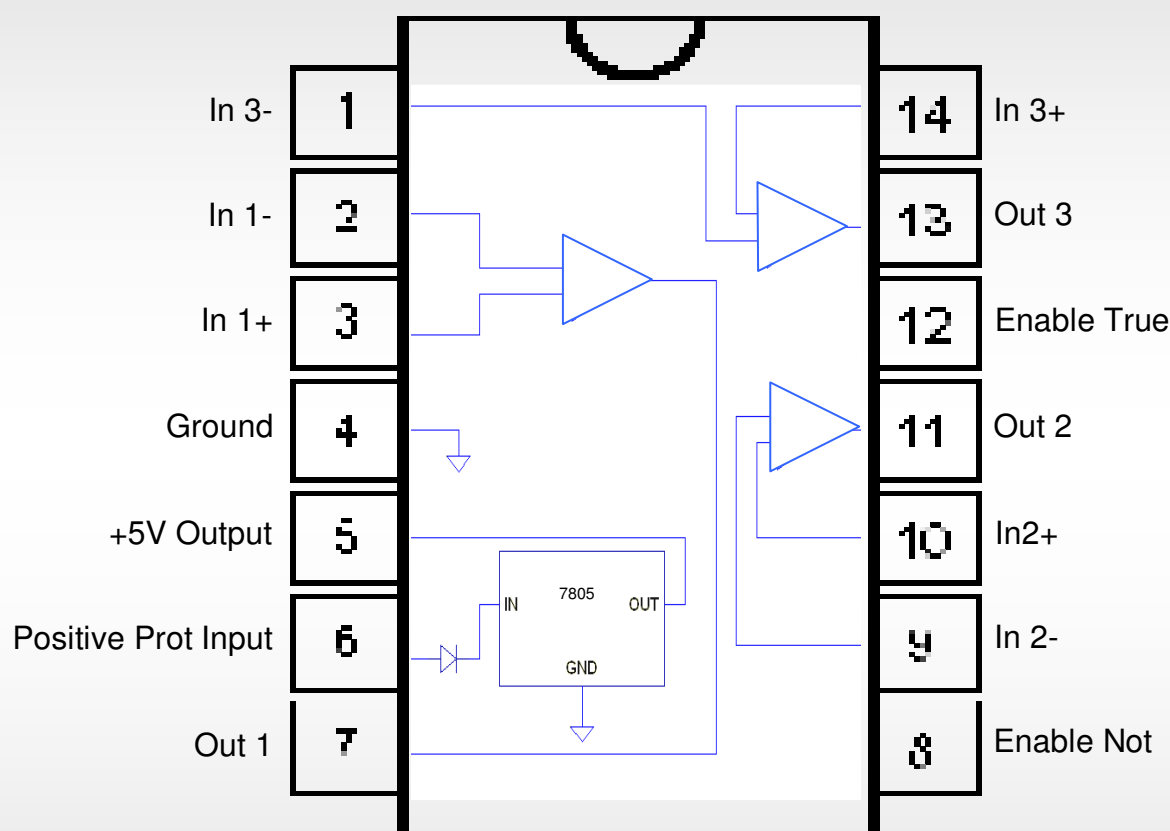 In 3- 1 14 In 3+
In 1- 2 13 Out 3
In 1+ 3 12 Enable True
Ground 4 11 Out 2
+5V Output 5 10 In2+
7805
IN OUT
Positive Prot Input 6 9 In 2-
GND
Out 1 7 8 Enable Not